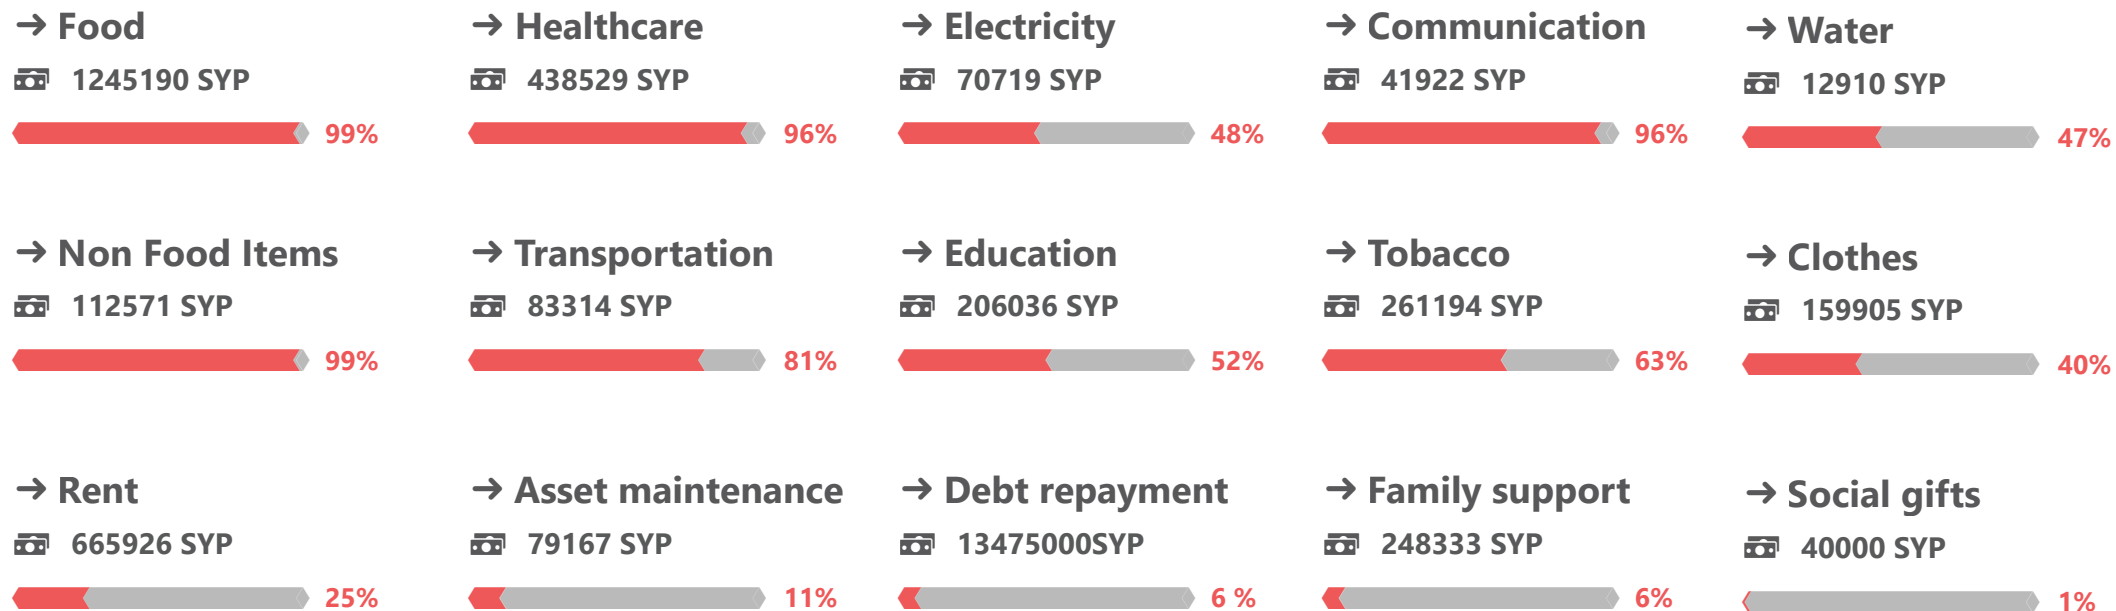 → Food
1245190 SYP
99%
→ Healthcare
438529 SYP
96%
→ Electricity
70719 SYP
48%
→ Communication
41922 SYP
96%
→ Water
12910 SYP
47%
→ Non Food Items
112571 SYP
99%
→ Transportation
83314 SYP
81%
→ Education
206036 SYP
52%
→ Tobacco
261194 SYP
63%
→ Clothes
159905 SYP
40%
→ Rent
665926 SYP
25%
→ Asset maintenance
79167 SYP
11%
→ Debt repayment
13475000SYP
6 %
→ Family support
248333 SYP
6%
→ Social gifts
40000 SYP
1%